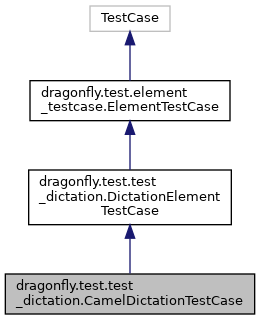 TestCase
dragonfly.test.element
_testcase.ElementTestCase
dragonfly.test.test
_dictation.DictationElement
TestCase
dragonfly.test.test
_dictation.CamelDictationTestCase